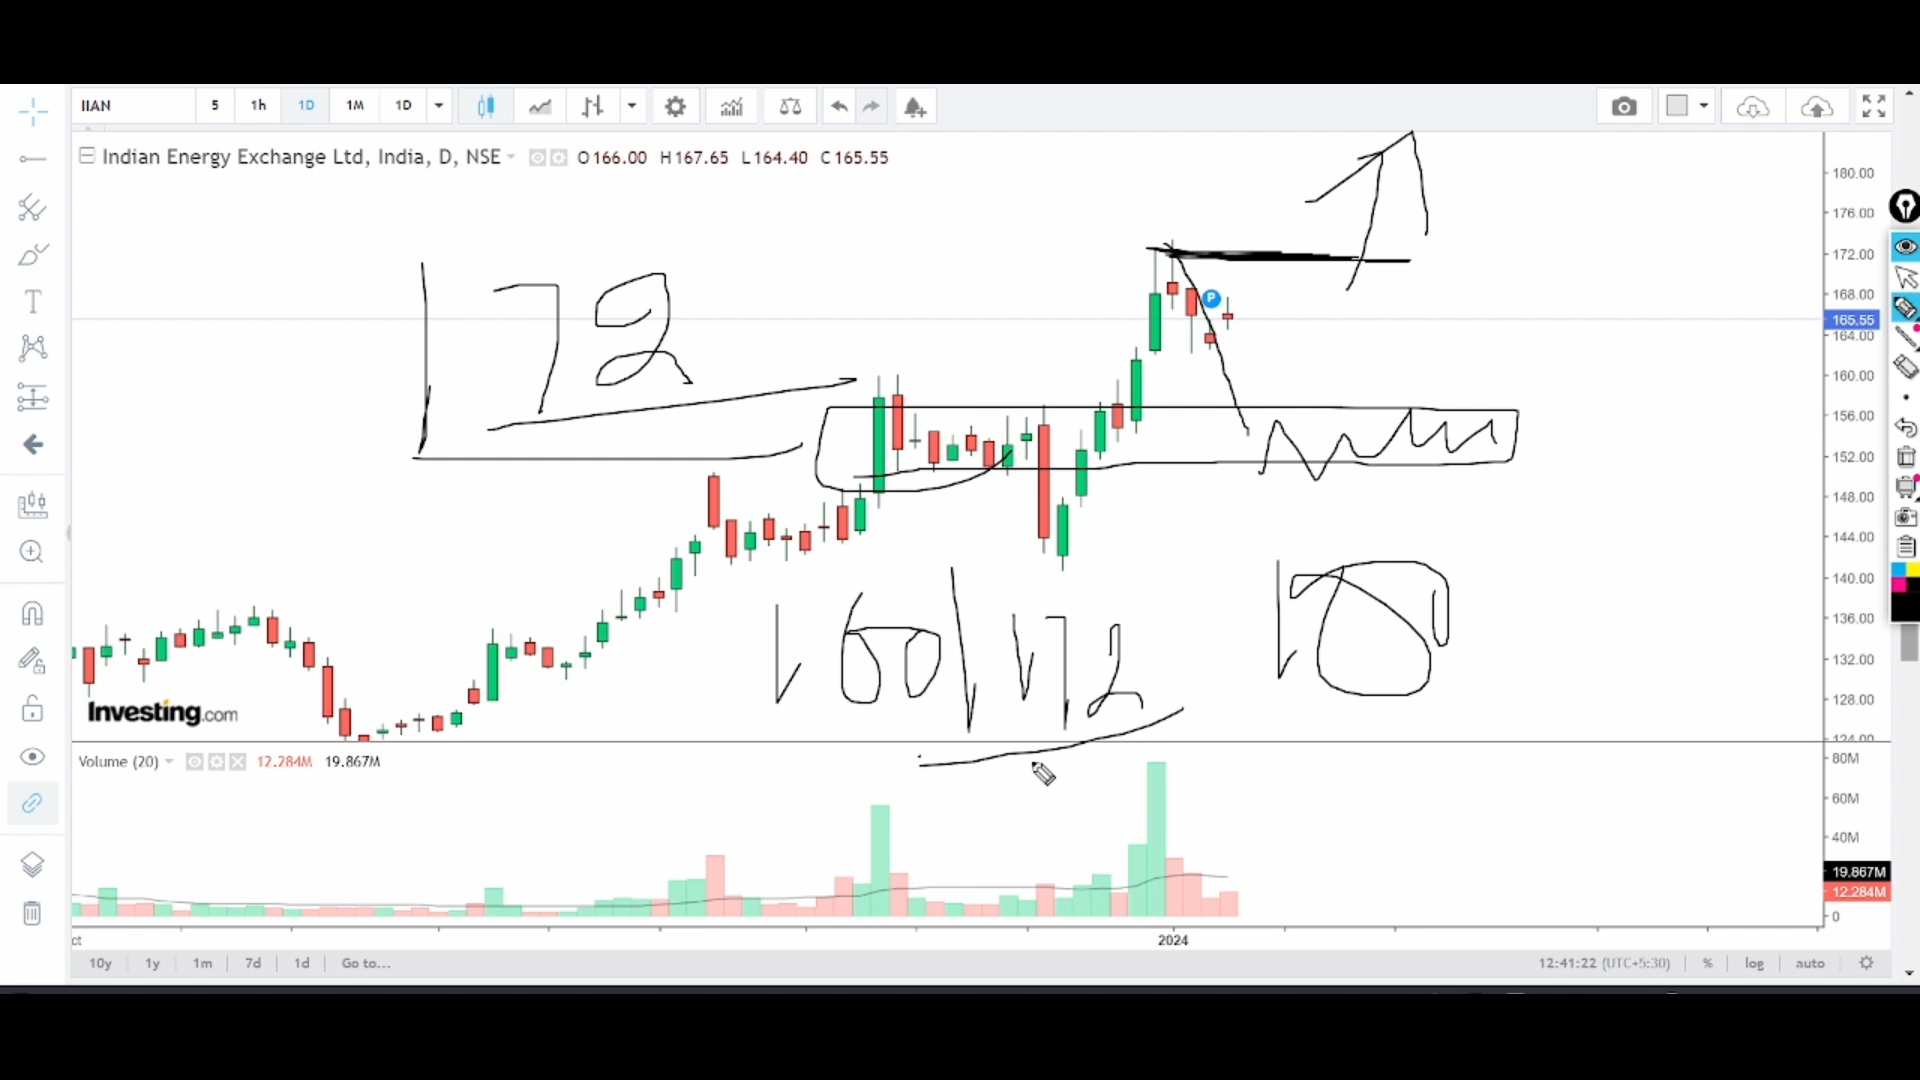 IIAN 5 1h 1D 1M 1D
Indian Energy Exchange Ltd, India, D, NSE O166.00 H167.65 L164.40 C165.55
180.00
176.00
172.00
168.00
165.55
164.00
160.00
156.00
152.00
148.00
144.00
140.00
136.00
132.00
128.00
124.00
P
172
160 172
180
Investing.com
Volume (20) 12.284M 19.867M
80M
60M
40M
19.867M
12.284M
0
ct 2024
10y 1y 1m 7d 1d Go to... 12:41:22 (UTC+5:30) % log auto